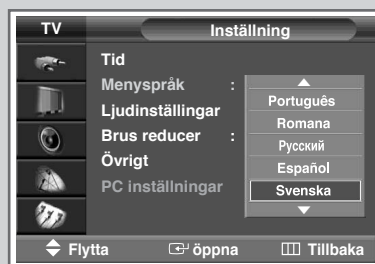 TV Inställning
Tid
Menyspråk :
Português
Ljudinställingar
Romana
Brus reducer :
Русский
Övrigt
Español
PC inställningar
Svenska
Flytta öppna Tillbaka